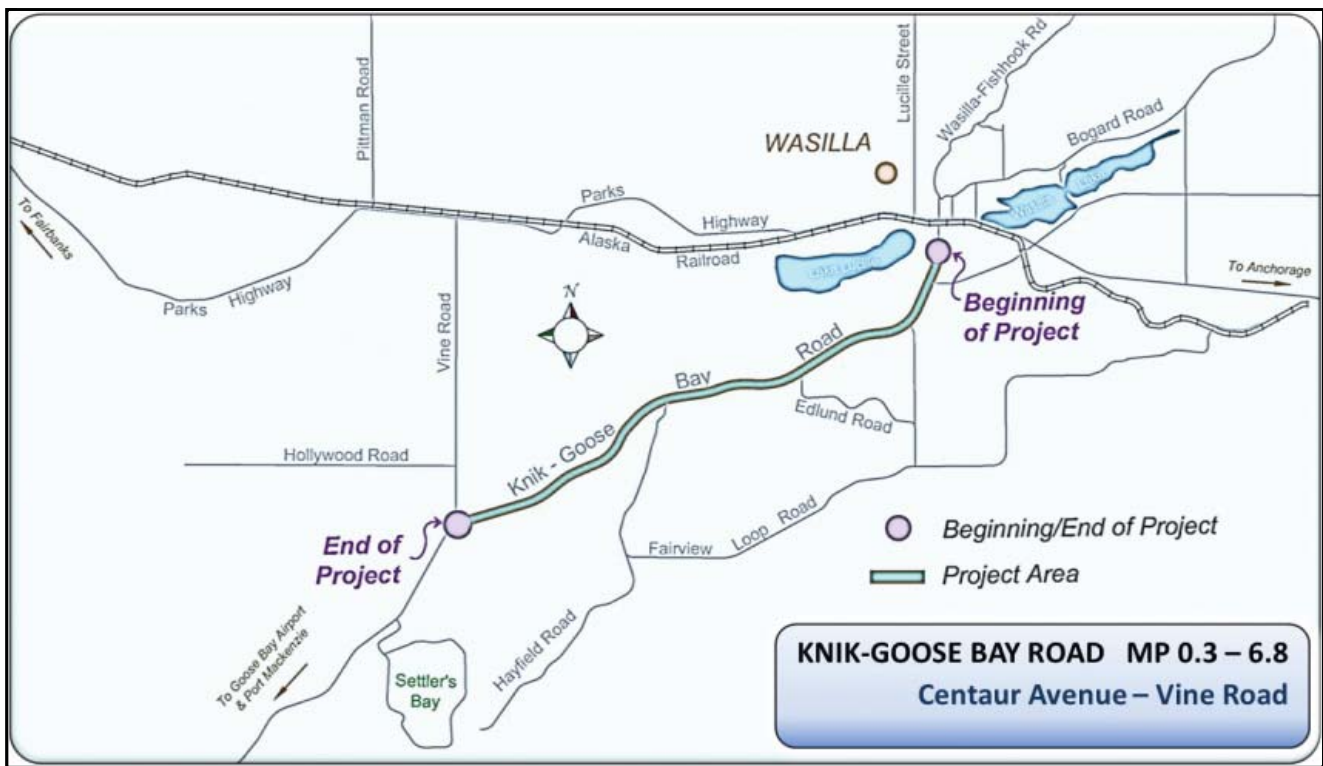 Pittman Road
Lucille Street
Wasilla-Fishhook Rd
Bogard Road
WASILLA
Parks
Highway
Alaska
Railroad
To Fairbanks
Parks Highway
Vine Road
N
To Anchorage
Beginning
of Project
Knik - Goose Bay Road
Edlund Road
Hollywood Road
End of
Project
Fairview Loop Road
Hayfield Road
To Goose Bay Airport
& Port Mackenzie
Settler's
Bay
Beginning/End of Project
Project Area
KNIK-GOOSE BAY ROAD MP 0.3 – 6.8
Centaur Avenue – Vine Road